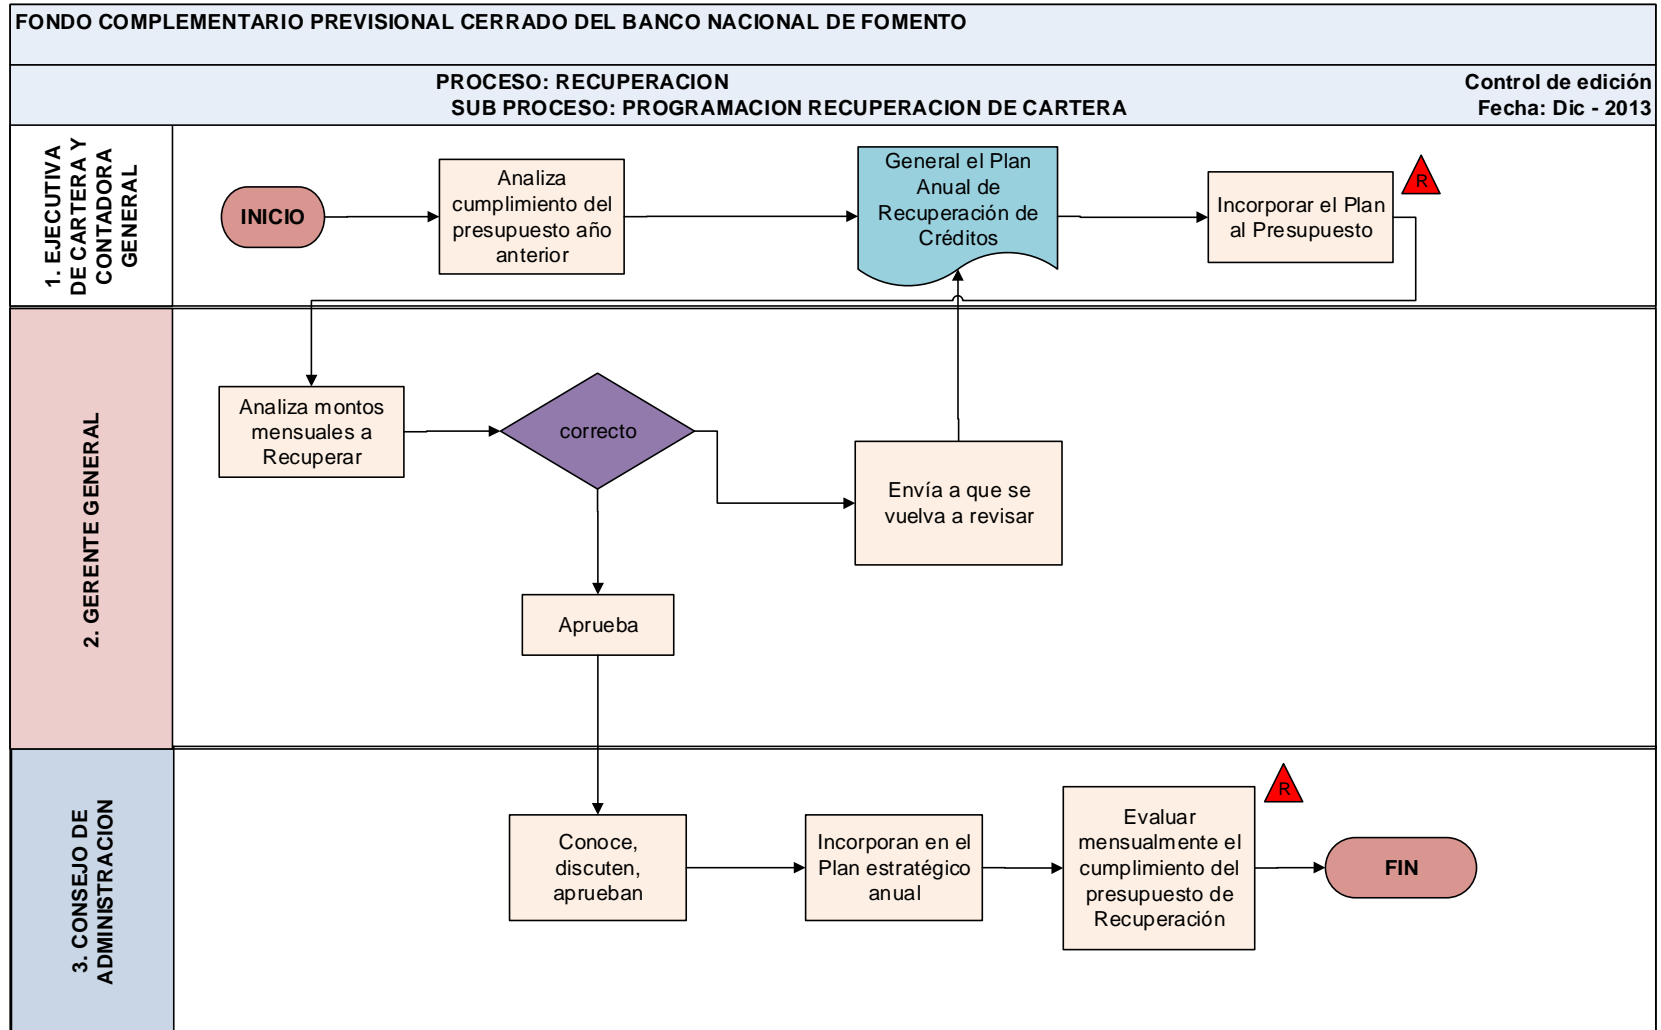 FONDO COMPLEMENTARIO PREVISIONAL CERRADO DEL BANCO NACIONAL DE FOMENTO
PROCESO: RECUPERACION
SUB PROCESO: PROGRAMACION RECUPERACION DE CARTERA
Control de edición
Fecha: Dic - 2013
1. EJECUTIVA
DE CARTERA Y
CONTADORA
GENERAL
INICIO
Analiza
cumplimiento del
presupuesto año
anterior
General el Plan
Anual de
Recuperación de
Créditos
Incorporar el Plan
al Presupuesto
R
2. GERENTE GENERAL
Analiza montos
mensuales a
Recuperar
correcto
Envía a que se
vuelva a revisar
Aprueba
3. CONSEJO DE
ADMINISTRACION
Conoce,
discuten,
aprueban
Incorporan en el
Plan estratégico
anual
Evaluar
mensualmente el
cumplimiento del
presupuesto de
Recuperación
R
FIN